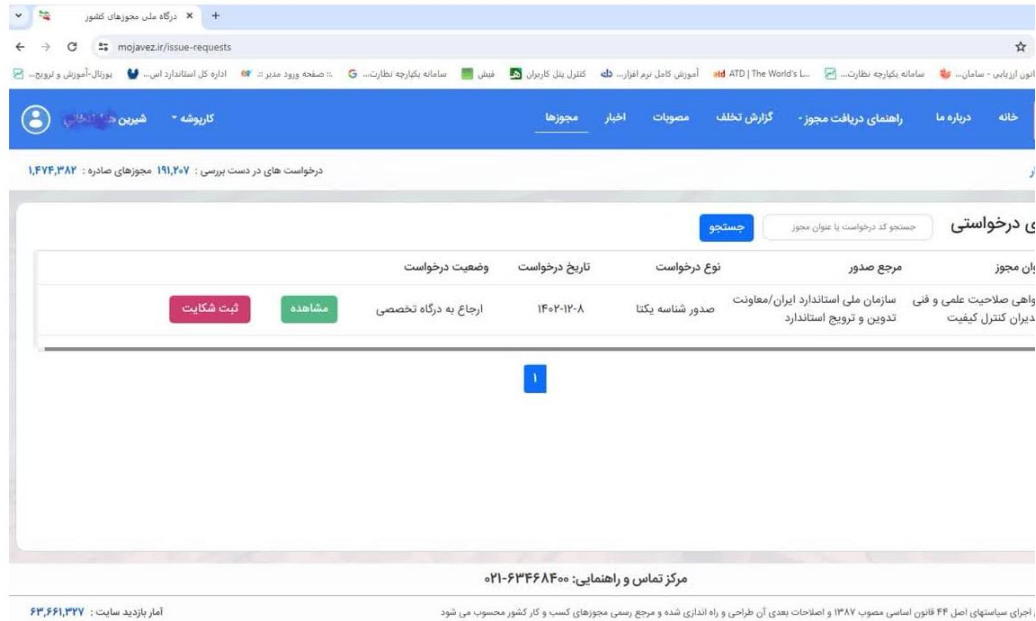 درگاه ملی مجوزهای کشور
mojavez.ir/issue-requests
قانون ارزیابی - سامان... سامانه یکپارچه نظارت... ATD | The World's L... آموزش کامل نرم افزار... کنترل پنل کاربران فیش سامانه یکپارچه نظارت... .:: صفحه ورود مدیر ::. اداره کل استاندارد اس... پورتال-آموزش و ترویج...
خانه درباره ما راهنمای دریافت مجوز گزارش تخلف مصوبات اخبار مجوزها کارپوشه شیرین
درخواست های در دست بررسی : ۱۹۱,۲۰۷ مجوزهای صادره : ۱,۴۷۴,۳۸۲
ی درخواستی جستجو کد درخواست یا عنوان مجوز جستجو
وان مجوز مرجع صدور نوع درخواست تاریخ درخواست وضعیت درخواست
واهی صلاحیت علمی و فنی سازمان ملی استاندارد ایران/معاونت صدور شناسه یکتا ۱۴۰۲-۱۲-۸ ارجاع به درگاه تخصصی مشاهده ثبت شکایت
دیران کنترل کیفیت تدوین و ترویج استاندارد
۱
مرکز تماس و راهنمایی: ۶۳۴۶۸۴۰۰-۰۲۱
اجرای سیاستهای اصل ۴۴ قانون اساسی مصوب ۱۳۸۷ و اصلاحات بعدی آن طراحی و راه اندازی شده و مرجع رسمی مجوزهای کسب و کار کشور محسوب می شود آمار بازدید سایت : ۶۳,۶۶۱,۳۲۷